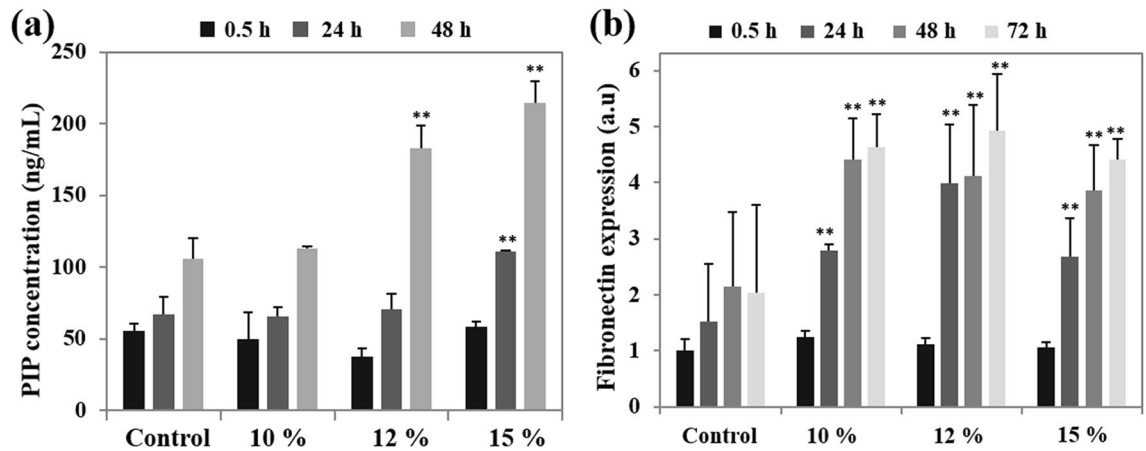 (a)
0.5 h 24 h 48 h
PIP concentration (ng/mL)
250
200
150
100
50
0
** ** **
Control 10 % 12 % 15 %
(b)
0.5 h 24 h 48 h 72 h
Fibronectin expression (a.u)
6
5
4
3
2
1
0
** ** ** ** ** ** ** ** **
Control 10 % 12 % 15 %